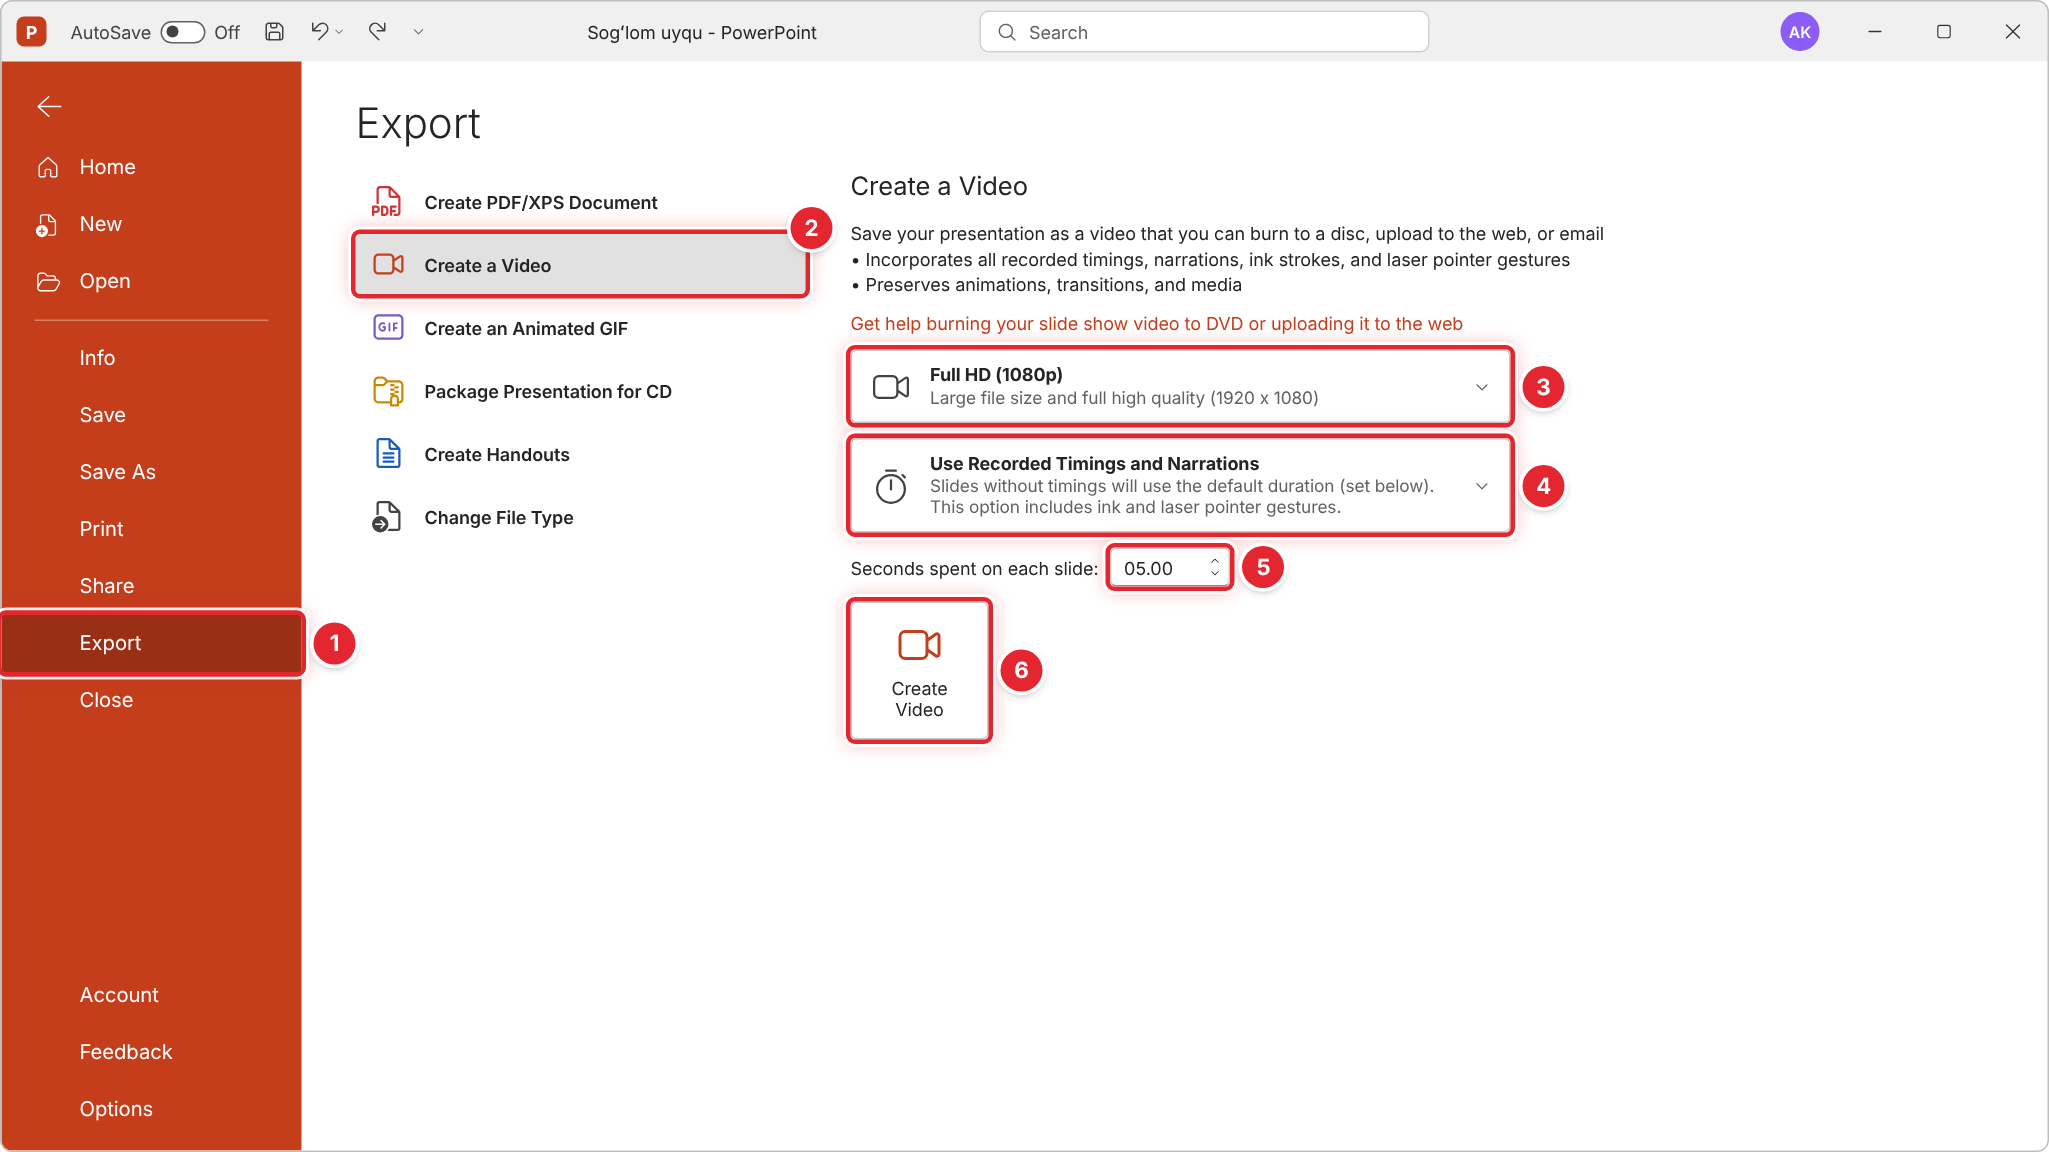 P
AutoSave
Off
Sogʻlom uyqu - PowerPoint
Search
AK
Home
New
Open
Info
Save
Save As
Print
Share
Export
1
Close
Account
Feedback
Options
Export
PDF
Create PDF/XPS Document
2
Create a Video
GIF
Create an Animated GIF
Package Presentation for CD
Create Handouts
Change File Type
Create a Video
Save your presentation as a video that you can burn to a disc, upload to the web, or email
• Incorporates all recorded timings, narrations, ink strokes, and laser pointer gestures
• Preserves animations, transitions, and media
Get help burning your slide show video to DVD or uploading it to the web
Full HD (1080p)
Large file size and full high quality (1920 x 1080)
3
Use Recorded Timings and Narrations
Slides without timings will use the default duration (set below).
This option includes ink and laser pointer gestures.
4
Seconds spent on each slide:
05.00
5
Create
Video
6